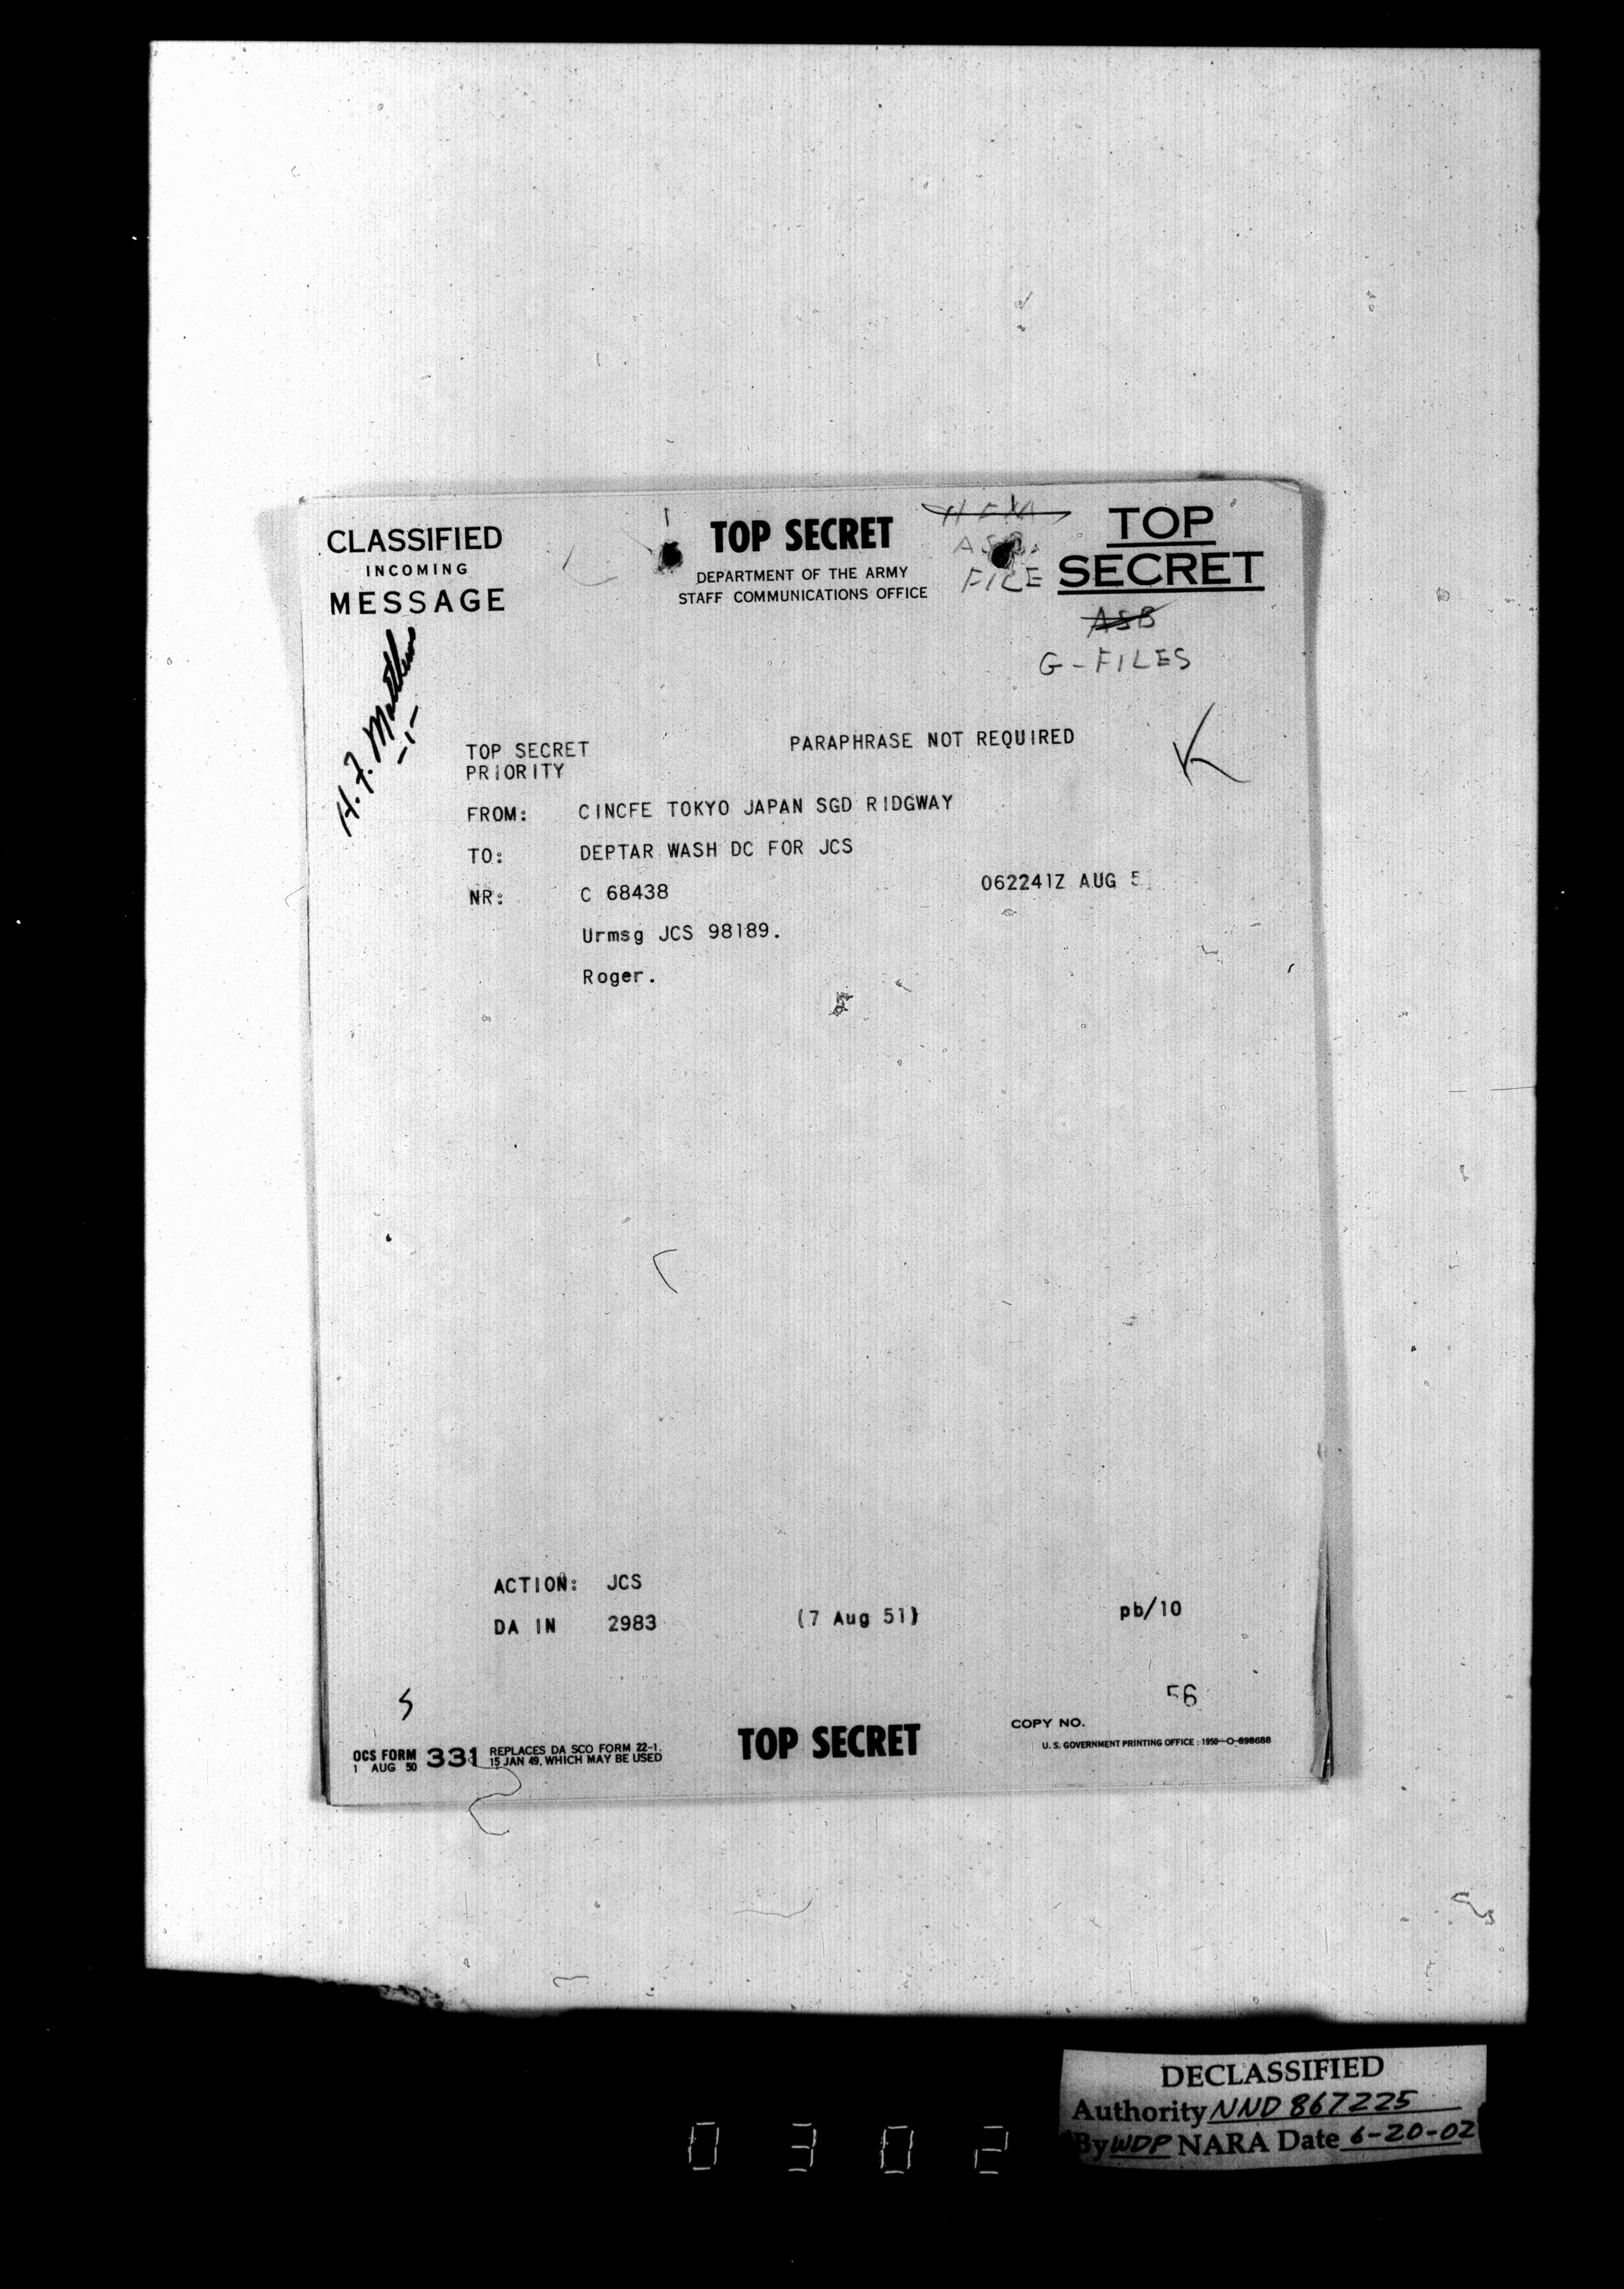 CLASSIFIED
INCOMING
MESSAGE
TOP SECRET
DEPARTMENT OF THE ARMY
STAFF COMMUNICATIONS OFFICE
HFM
FILE
TOP
SECRET
ASB
G-FILES
H. F. Matthews
-1-
TOP SECRET PARAPHRASE NOT REQUIRED
PRIORITY
FROM: CINCFE TOKYO JAPAN SGD RIDGWAY
TO: DEPTAR WASH DC FOR JCS
NR: C 68438 062241Z AUG 5
Urmsg JCS 98189.
Roger.
ACTION: JCS
DA IN 2983 (7 Aug 51) pb/10
S
56
COPY NO.
TOP SECRET
OCS FORM 331 REPLACES DA SCO FORM 22-1.
1 AUG 50 15 JAN 49, WHICH MAY BE USED
U. S. GOVERNMENT PRINTING OFFICE : 1950—O-898688
DECLASSIFIED
Authority NND 867225
By WDP NARA Date 6-20-02
0302